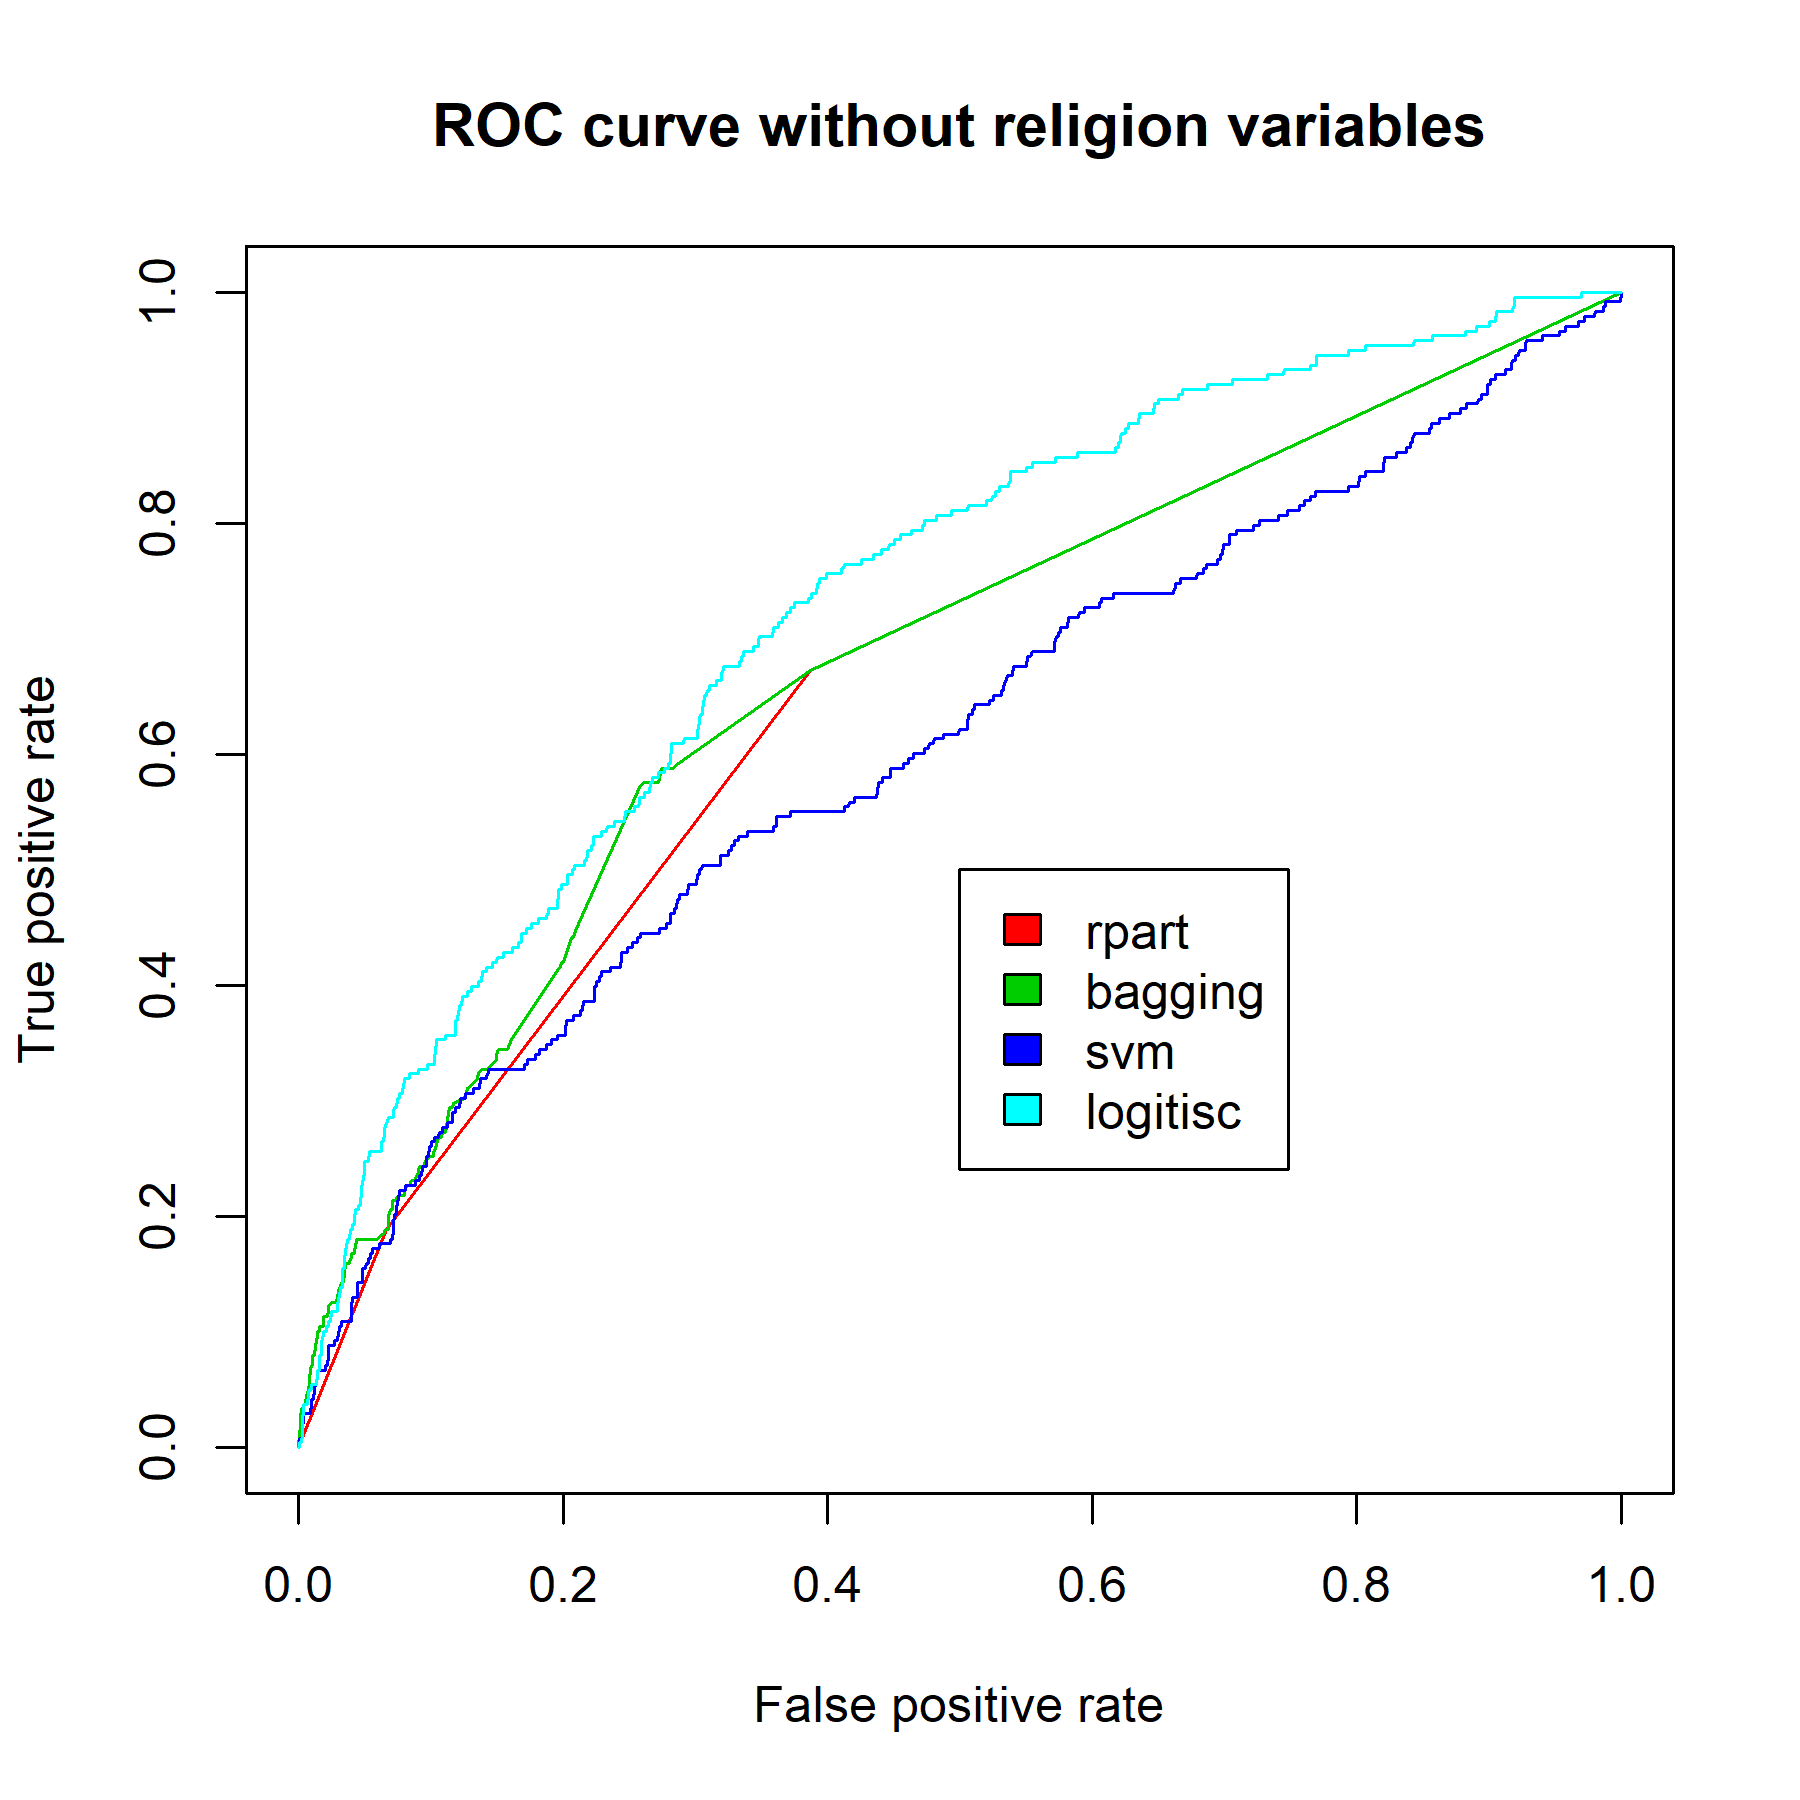 ROC curve without religion variables
True positive rate
1.0
0.8
0.6
0.4
0.2
0.0
rpart
bagging
svm
logitisc
0.0 0.2 0.4 0.6 0.8 1.0
False positive rate